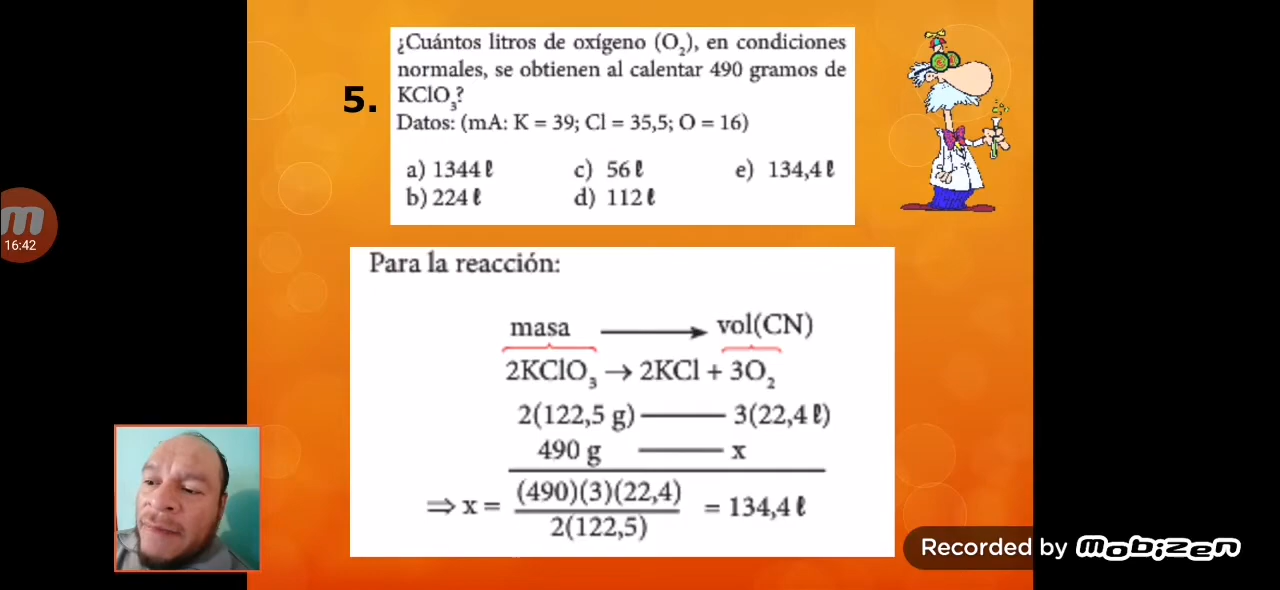 ¿Cuántos litros de oxígeno (O₂), en condiciones
normales, se obtienen al calentar 490 gramos de
5. KClO₃?
Datos: (mA: K = 39; Cl = 35,5; O = 16)
a) 1344 ℓ c) 56 ℓ e) 134,4 ℓ
b) 224 ℓ d) 112 ℓ
m
16:42
Para la reacción:
masa ⟶ vol(CN)
2KClO₃ → 2KCl + 3O₂
2(122,5 g) — 3(22,4 ℓ)
490 g — x
⇒ x = (490)(3)(22,4) / 2(122,5) = 134,4 ℓ
Recorded by mobizen